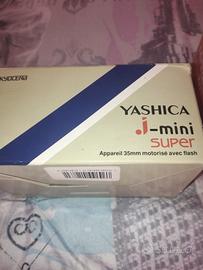 KYOCERA
YASHICA
J-mini
SUPER
Appareil 35mm motorisé avec flash